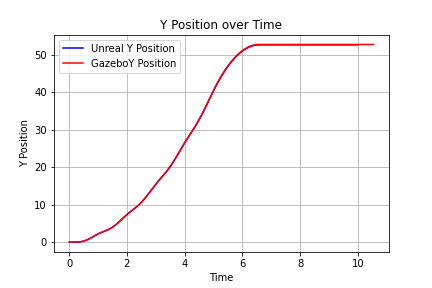 Y Position over Time
Unreal Y Position
GazeboY Position
Y Position
50
40
30
20
10
0
0 2 4 6 8 10
Time